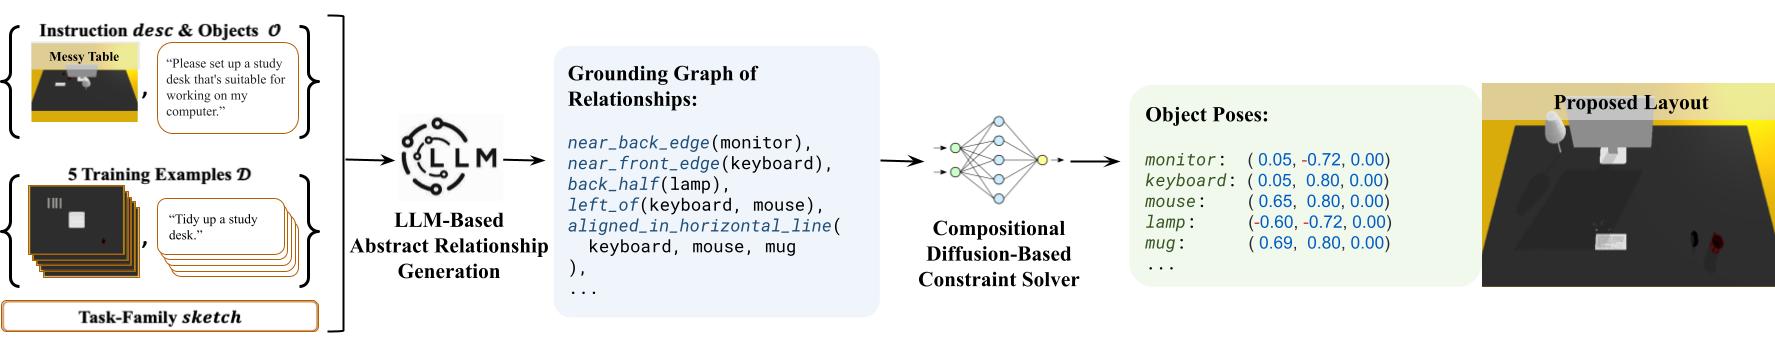 Instruction desc & Objects 𝒪
Messy Table
“Please set up a study
desk that's suitable for
working on my
computer.”
,
5 Training Examples 𝒟
“Tidy up a study
desk.”
,
Task-Family sketch
LLM
LLM-Based
Abstract Relationship
Generation
Grounding Graph of
Relationships:
near_back_edge(monitor),
near_front_edge(keyboard),
back_half(lamp),
left_of(keyboard, mouse),
aligned_in_horizontal_line(
keyboard, mouse, mug
),
...
Compositional
Diffusion-Based
Constraint Solver
Object Poses:
monitor: ( 0.05, -0.72, 0.00)
keyboard: ( 0.05, 0.80, 0.00)
mouse: ( 0.65, 0.80, 0.00)
lamp: (-0.60, -0.72, 0.00)
mug: ( 0.69, 0.80, 0.00)
...
Proposed Layout